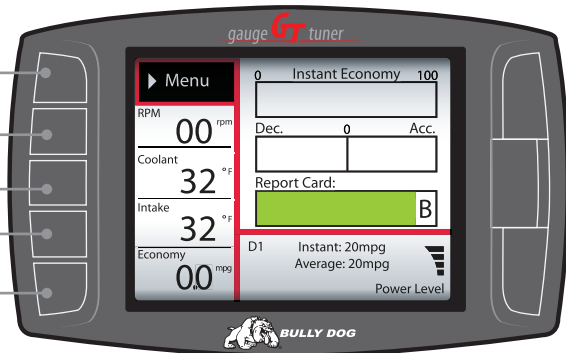 gauge GT tuner
Menu
RPM
00 rpm
Coolant
32 °F
Intake
32 °F
Economy
0.0 mpg
0 Instant Economy 100
Dec. 0 Acc.
Report Card:
B
D1 Instant: 20mpg
Average: 20mpg
Power Level
BULLY DOG